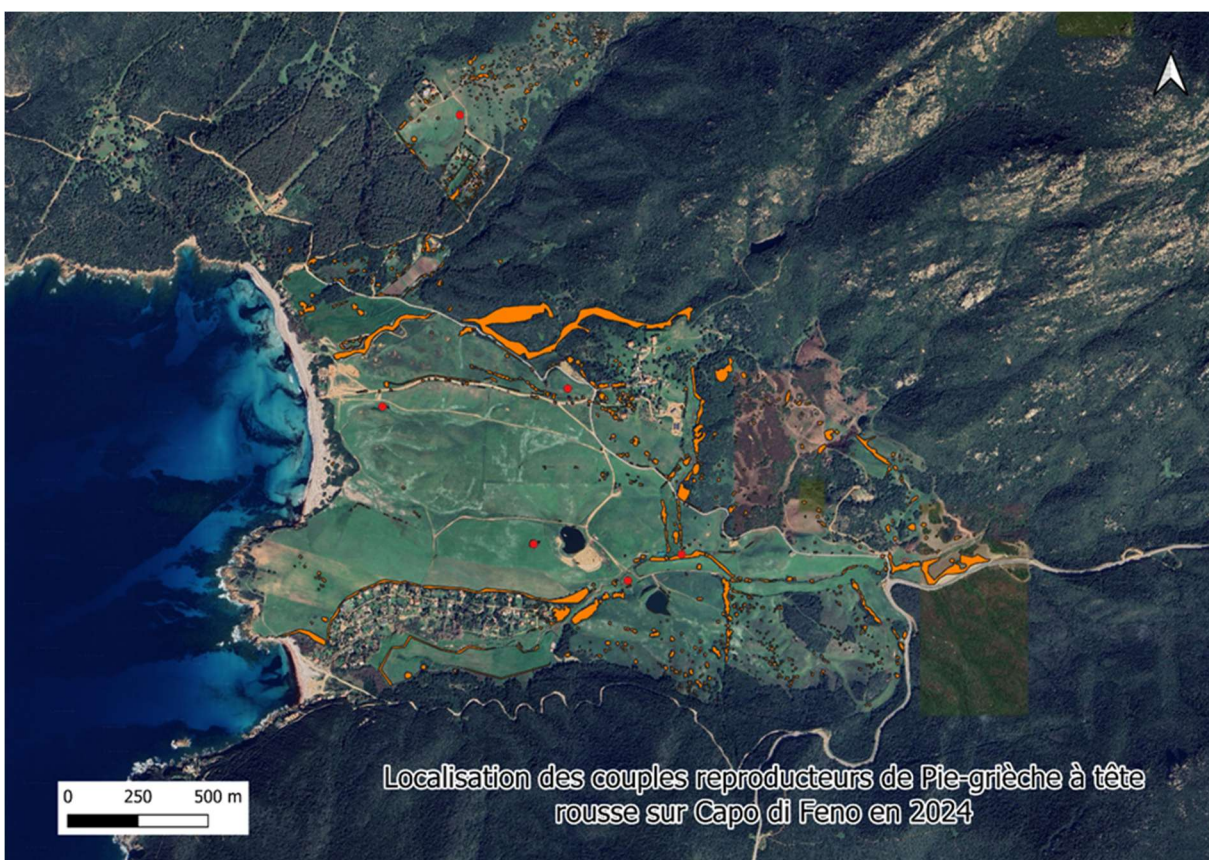 0 250 500 m
Localisation des couples reproducteurs de Pie-grièche à tête
rousse sur Capo di Feno en 2024